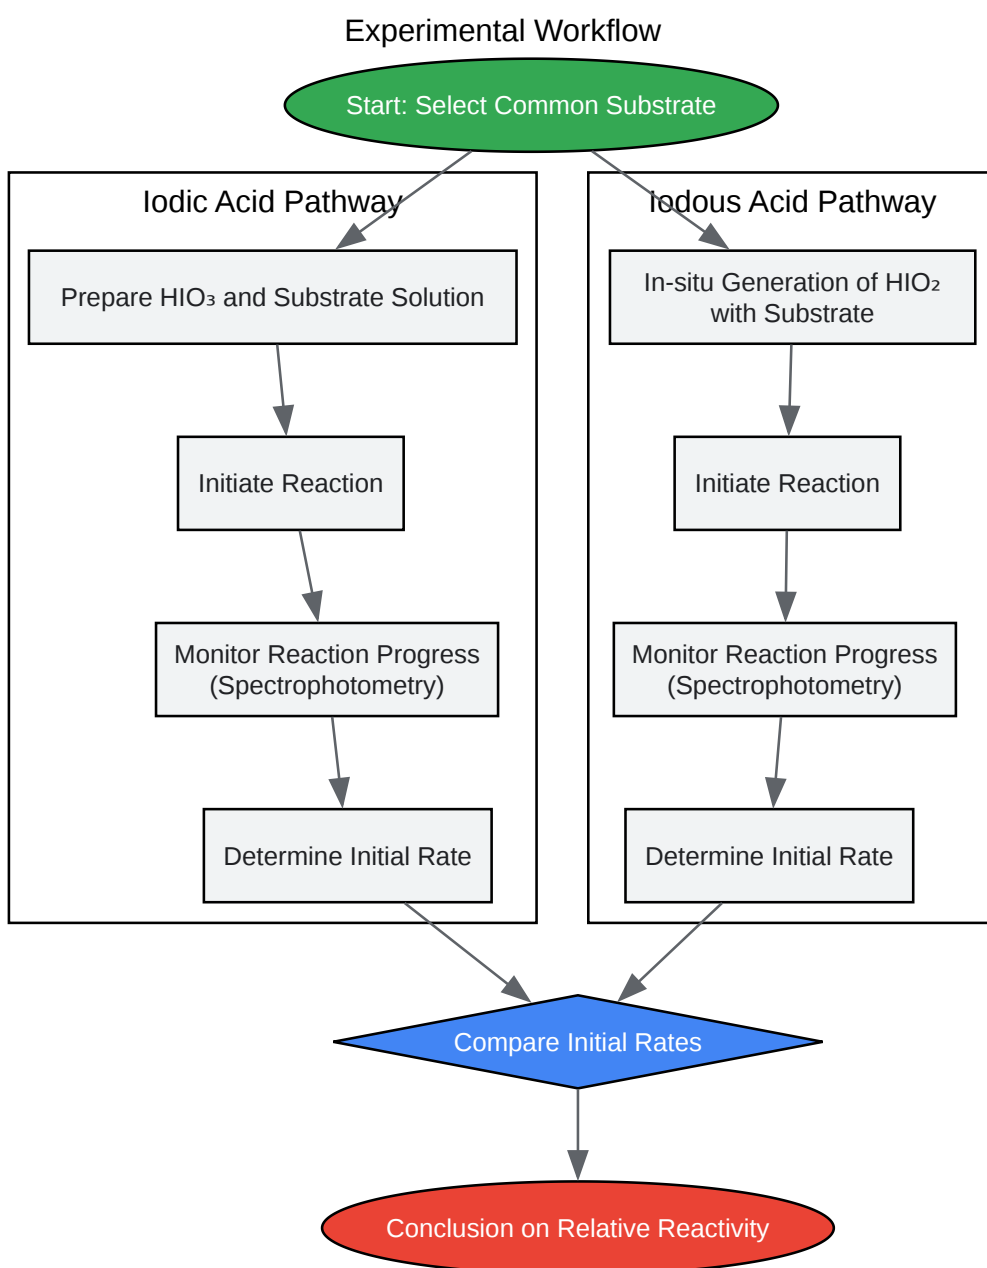 Experimental Workflow
Start: Select Common Substrate
Iodic Acid Pathway
Prepare HIO₃ and Substrate Solution
Initiate Reaction
Monitor Reaction Progress
(Spectrophotometry)
Determine Initial Rate
Iodous Acid Pathway
In-situ Generation of HIO₂
with Substrate
Initiate Reaction
Monitor Reaction Progress
(Spectrophotometry)
Determine Initial Rate
Compare Initial Rates
Conclusion on Relative Reactivity